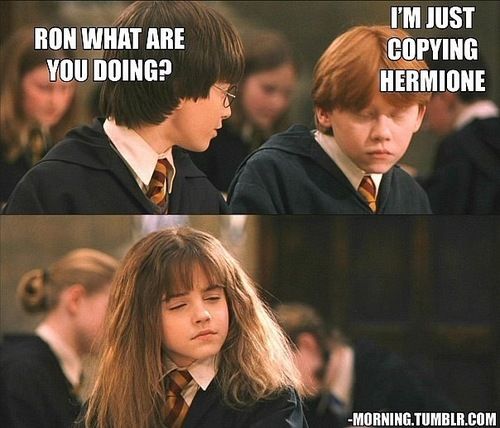 RON WHAT ARE
YOU DOING?
I'M JUST
COPYING
HERMIONE
-MORNING.TUMBLR.COM